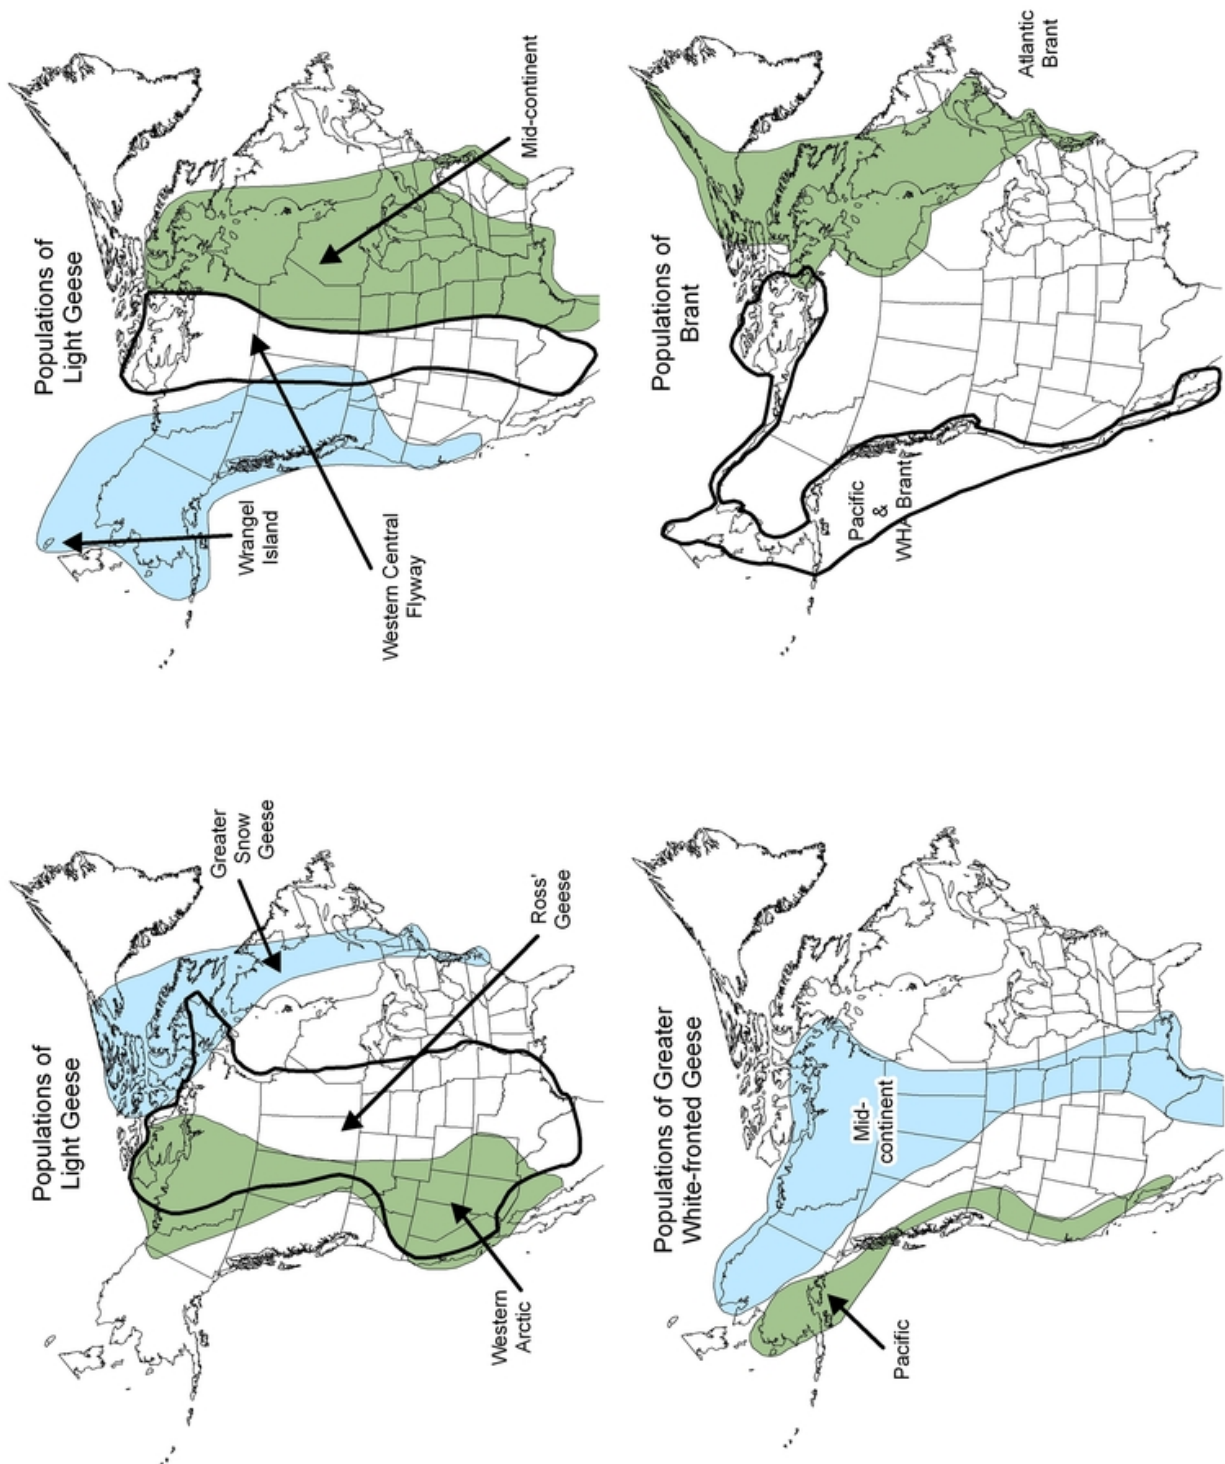 Populations of
Light Geese
Greater
Snow
Geese
Ross'
Geese
Western
Arctic
Populations of
Light Geese
Mid-continent
Wrangel
Island
Western Central
Flyway
Populations of Greater
White-fronted Geese
Mid-
continent
Pacific
Populations of
Brant
Atlantic
Brant
Pacific
&
WHA Brant